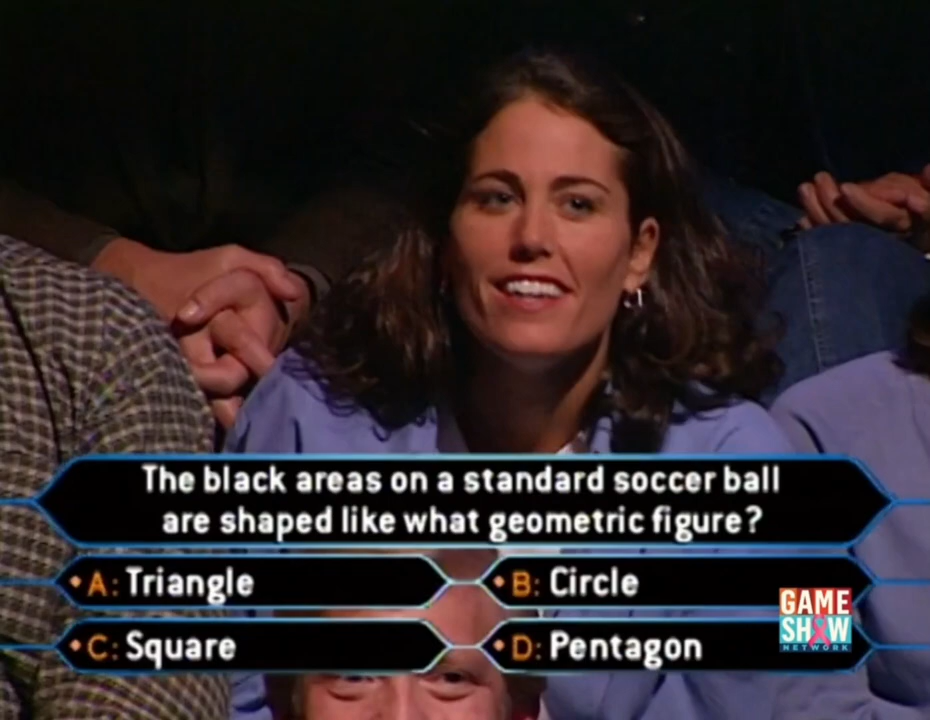 The black areas on a standard soccer ball
are shaped like what geometric figure?
A: Triangle
B: Circle
C: Square
D: Pentagon
GAME
SHOW
NETWORK